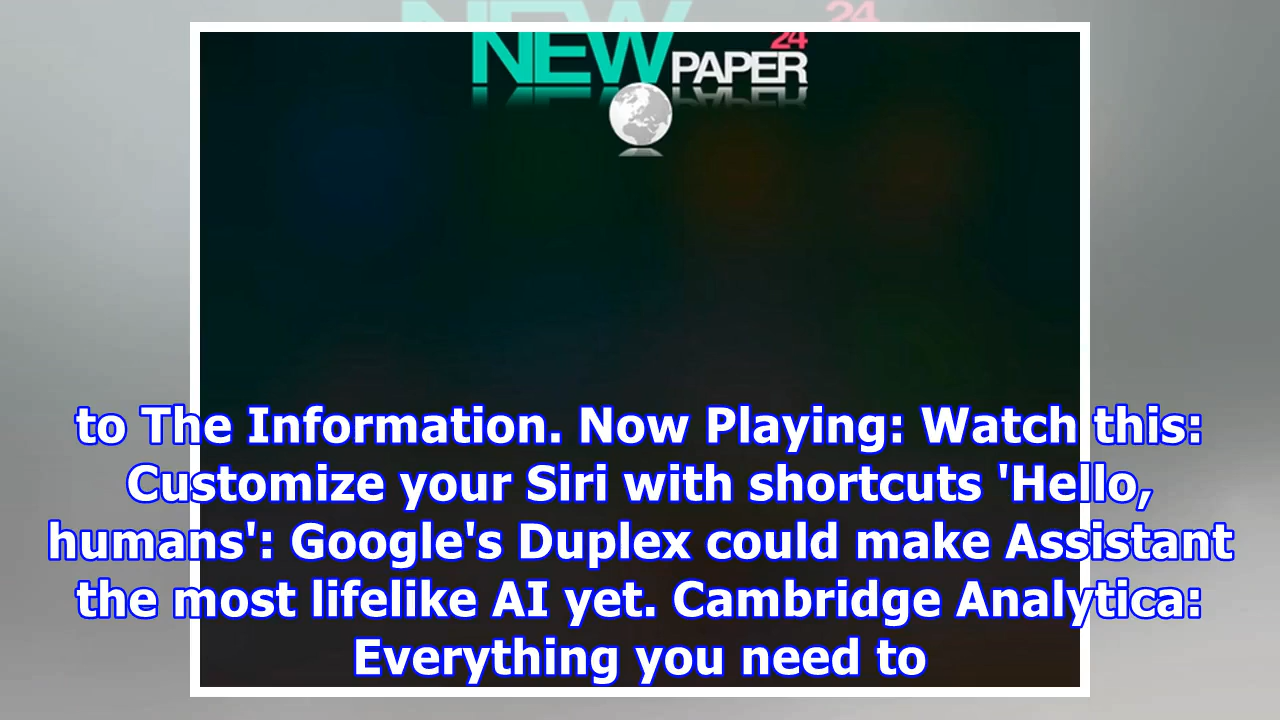 24
NEWPAPER
24
to The Information. Now Playing: Watch this:
Customize your Siri with shortcuts 'Hello,
humans': Google's Duplex could make Assistant
the most lifelike AI yet. Cambridge Analytica:
Everything you need to